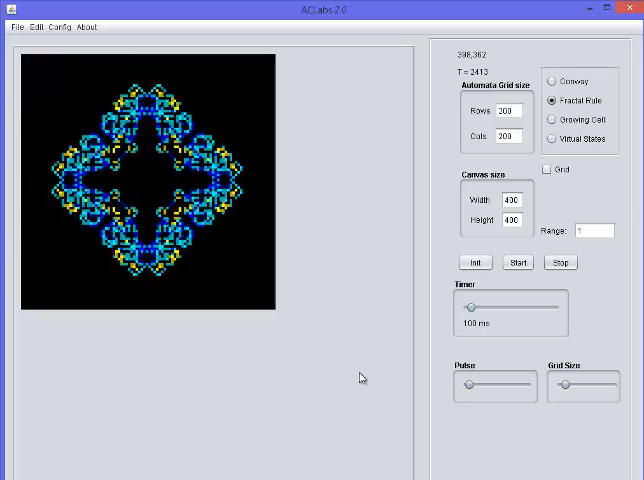 ACLabs 2.0
File Edit Config About
398,362
T = 2413
Automata Grid size
Rows 200
Cols 200
Conway
Fractal Rule
Growing Cell
Virtual States
Grid
Canvas size
Width 400
Height 400
Range: 1
Init Start Stop
Timer
100 ms
Pulse
Grid Size